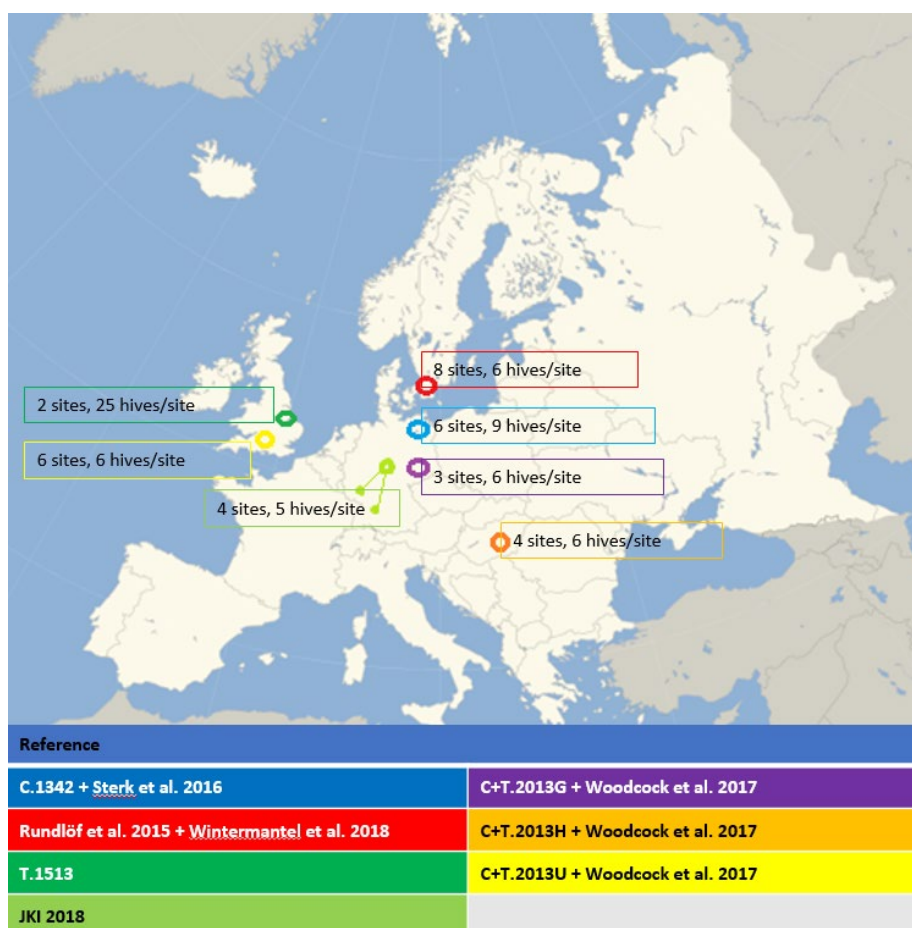 8 sites, 6 hives/site
2 sites, 25 hives/site
6 sites, 9 hives/site
6 sites, 6 hives/site
3 sites, 6 hives/site
4 sites, 5 hives/site
4 sites, 6 hives/site
Reference
C.1342 + Sterk et al. 2016
C+T.2013G + Woodcock et al. 2017
Rundlöf et al. 2015 + Wintermantel et al. 2018
C+T.2013H + Woodcock et al. 2017
T.1513
C+T.2013U + Woodcock et al. 2017
JKI 2018